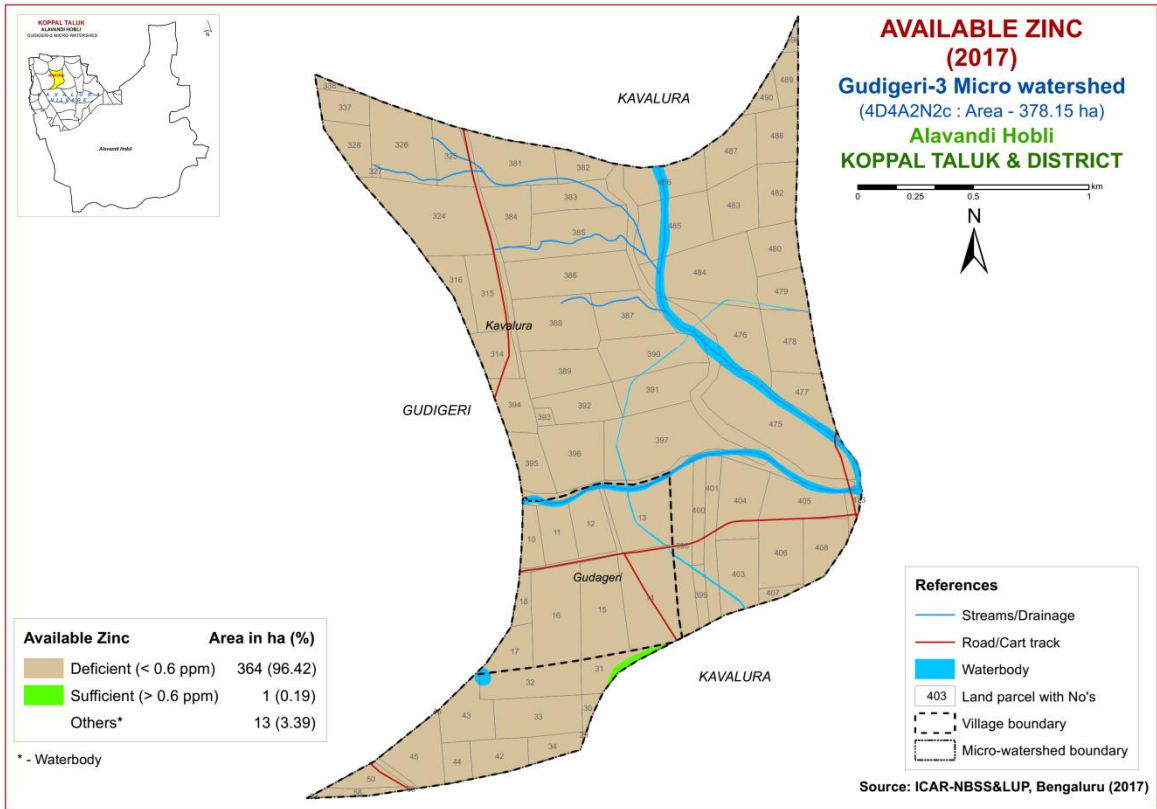 KOPPAL TALUK
ALAVANDI HOBLI
GUDIGERI-3 MICRO WATERSHED
N
Alavandi Hobli
AVAILABLE ZINC
(2017)
Gudigeri-3 Micro watershed
(4D4A2N2c : Area - 378.15 ha)
Alavandi Hobli
KOPPAL TALUK & DISTRICT
km
0 0.25 0.5 1
N
KAVALURA
489
490
338
337
488
326
328
325
487
381
382
327
482
383
483
324
384
485
385
480
484
316
386
315
479
387
Kavalura
388
476
478
314
390
389
391
477
GUDIGERI
394
392
393
475
397
396
395
401
404
405
400
13
12
11
10
406
408
403
Gudageri
407
399
18
15
16
14
17
31
KAVALURA
32
30
43
33
34
45
44
42
50
58
Available Zinc Area in ha (%)
Deficient (< 0.6 ppm) 364 (96.42)
Sufficient (> 0.6 ppm) 1 (0.19)
Others* 13 (3.39)
* - Waterbody
References
Streams/Drainage
Road/Cart track
Waterbody
403 Land parcel with No's
Village boundary
Micro-watershed boundary
Source: ICAR-NBSS&LUP, Bengaluru (2017)